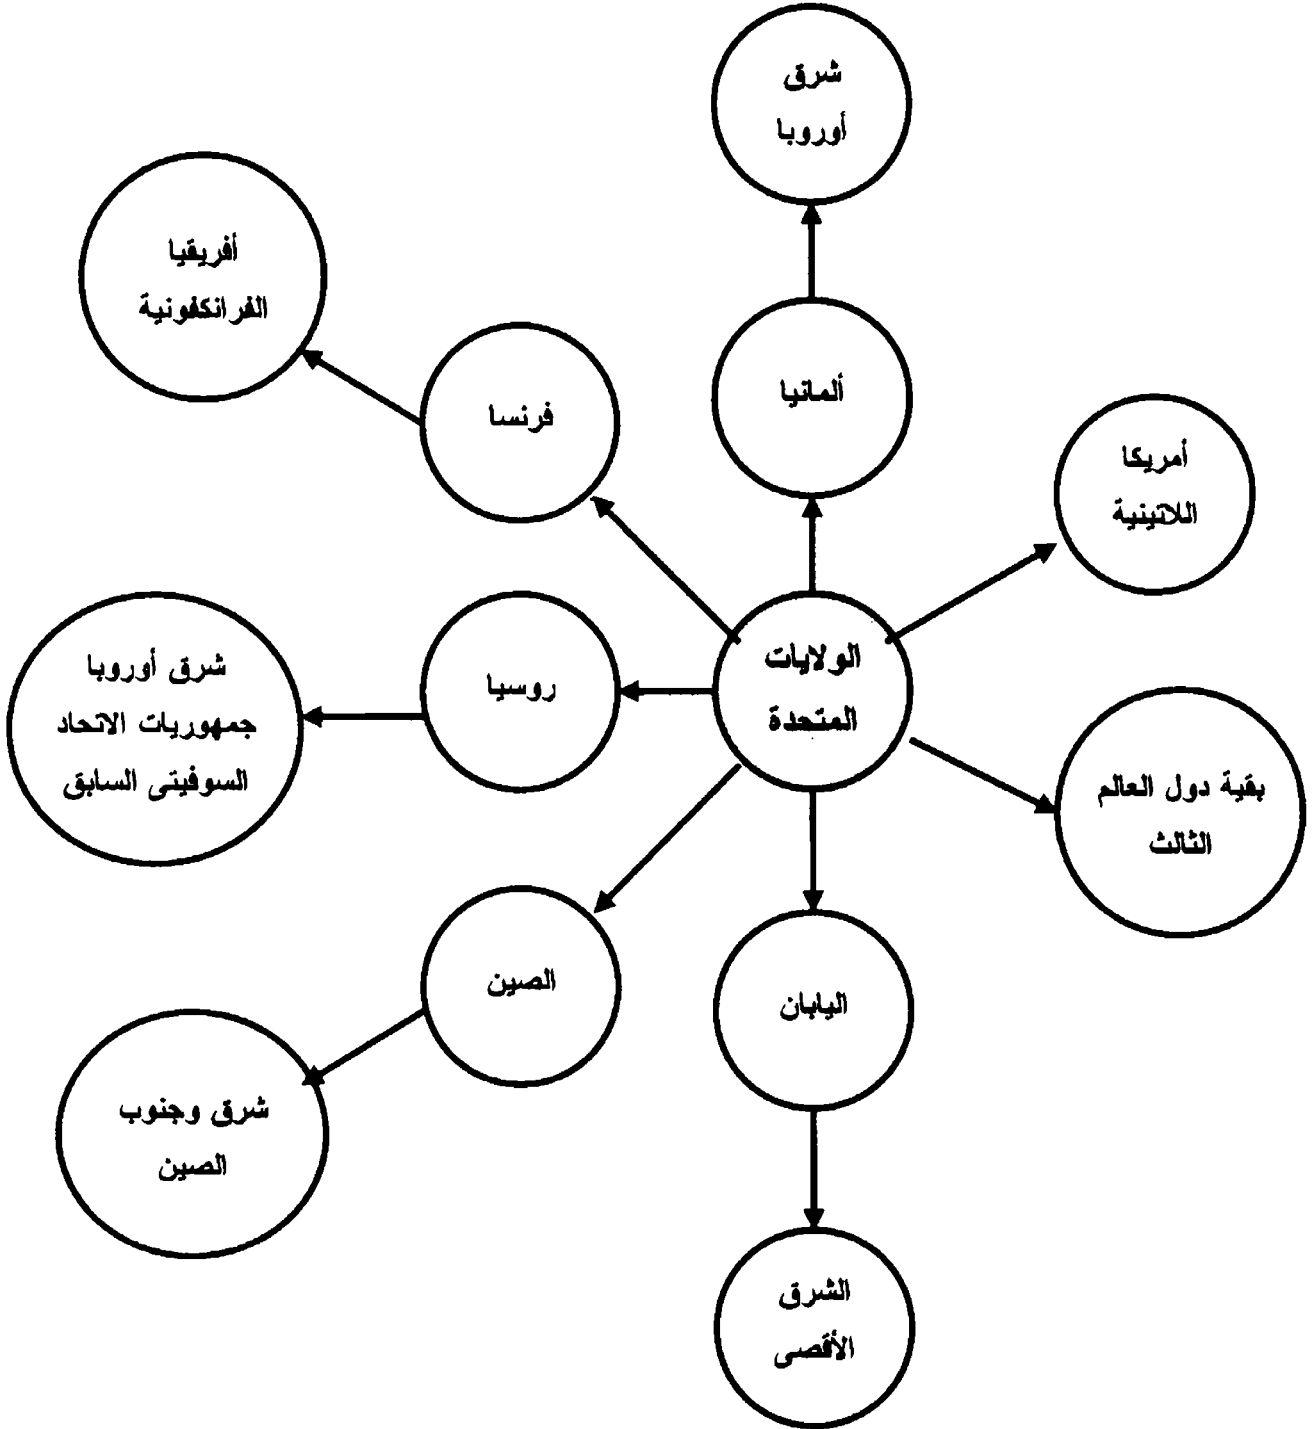 شرق
أوروبا
أفريقيا
الفرانكفونية
فرنسا
ألمانيا
أمريكا
اللاتينية
شرق أوروبا
جمهوريات الاتحاد
السوفيتى السابق
روسيا
الولايات
المتحدة
بقية دول العالم
الثالث
الصين
اليابان
شرق وجنوب
الصين
الشرق
الأقصى